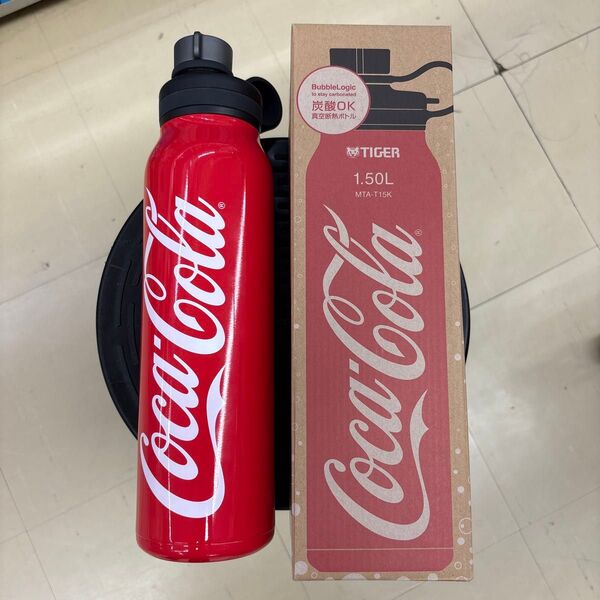 Coca-Cola®
BubbleLogic
to stay carbonated
炭酸OK
真空断熱ボトル
TIGER
1.50L
MTA-T15K
Coca-Cola®